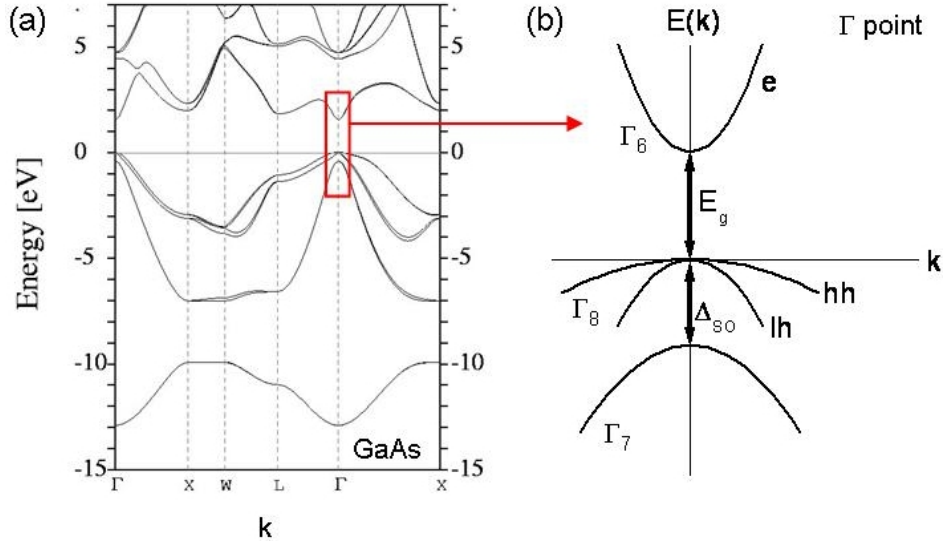 (a)
5
0
-5
-10
-15
Energy [eV]
5
0
-5
-10
-15
GaAs
Γ X W L Γ X
k
(b)
E(k)
Γ point
e
Γ6
Eg
k
hh
Γ8
lh
Δso
Γ7